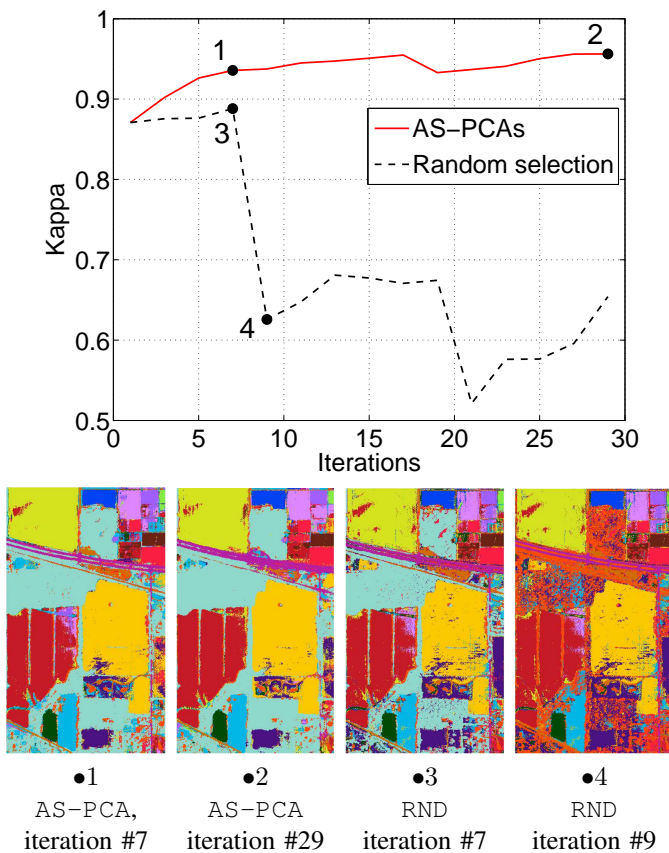 1
0.9
0.8
0.7
0.6
0.5
Kappa
0
5
10
15
20
25
30
Iterations
1
2
3
4
AS−PCAs
Random selection
●1
AS-PCA,
iteration #7
●2
AS-PCA
iteration #29
●3
RND
iteration #7
●4
RND
iteration #9